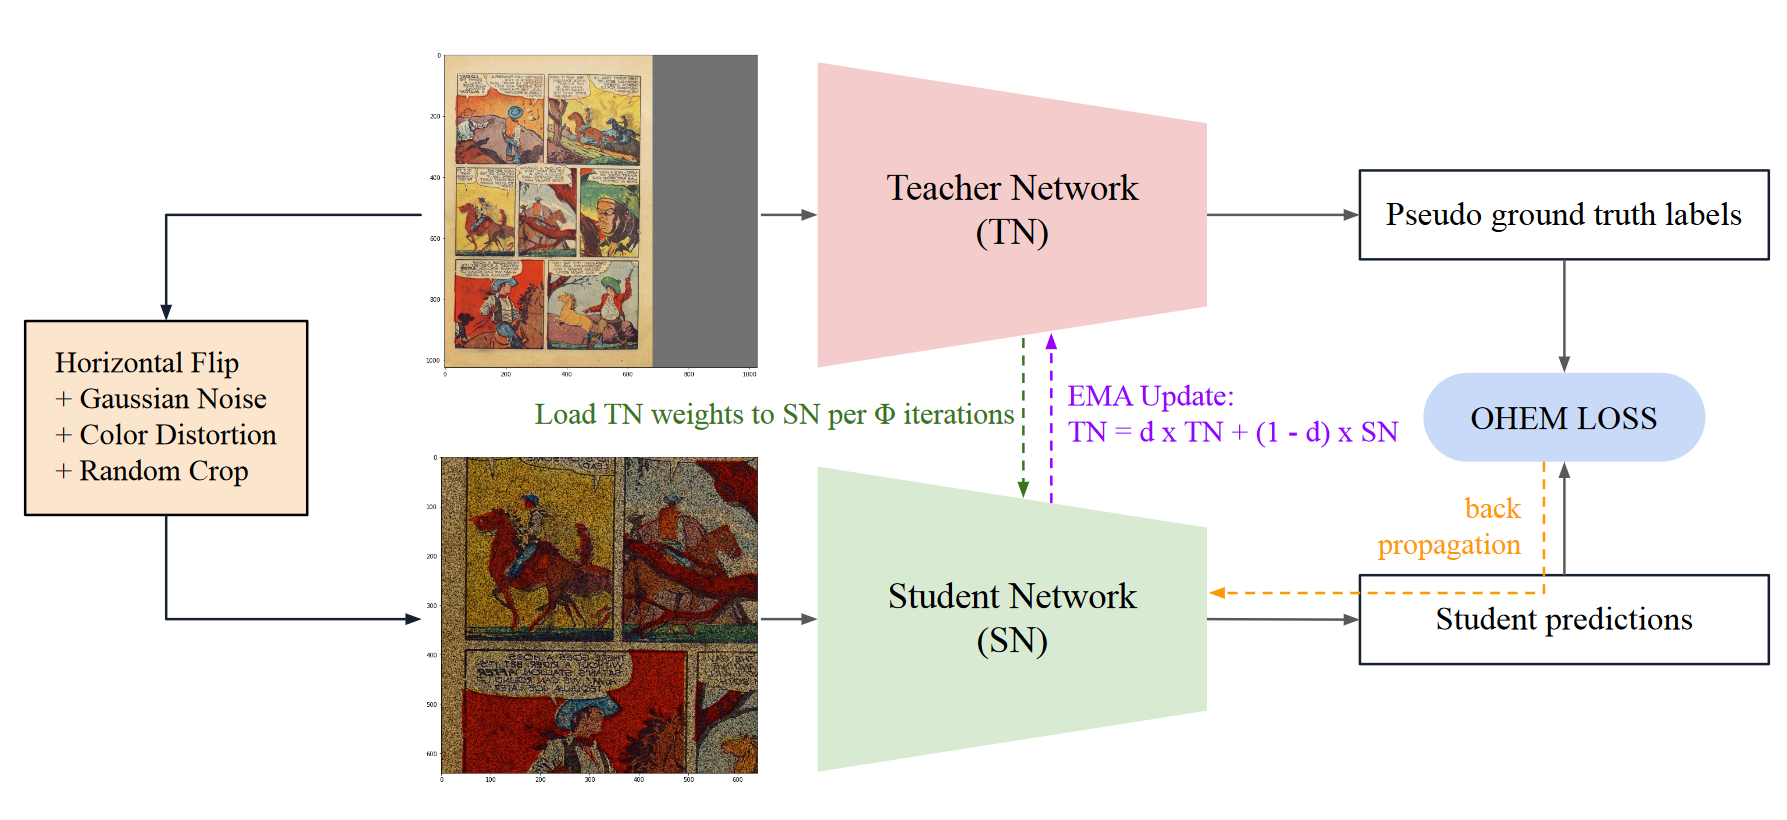 0
200
400
600
800
1000
0
200
400
600
800
1000
Teacher Network
(TN)
Pseudo ground truth labels
Horizontal Flip
+ Gaussian Noise
+ Color Distortion
+ Random Crop
Load TN weights to SN per Φ iterations
EMA Update:
TN = d x TN + (1 - d) x SN
OHEM LOSS
back
propagation
0
100
200
300
400
500
600
0
100
200
300
400
500
600
Student Network
(SN)
Student predictions